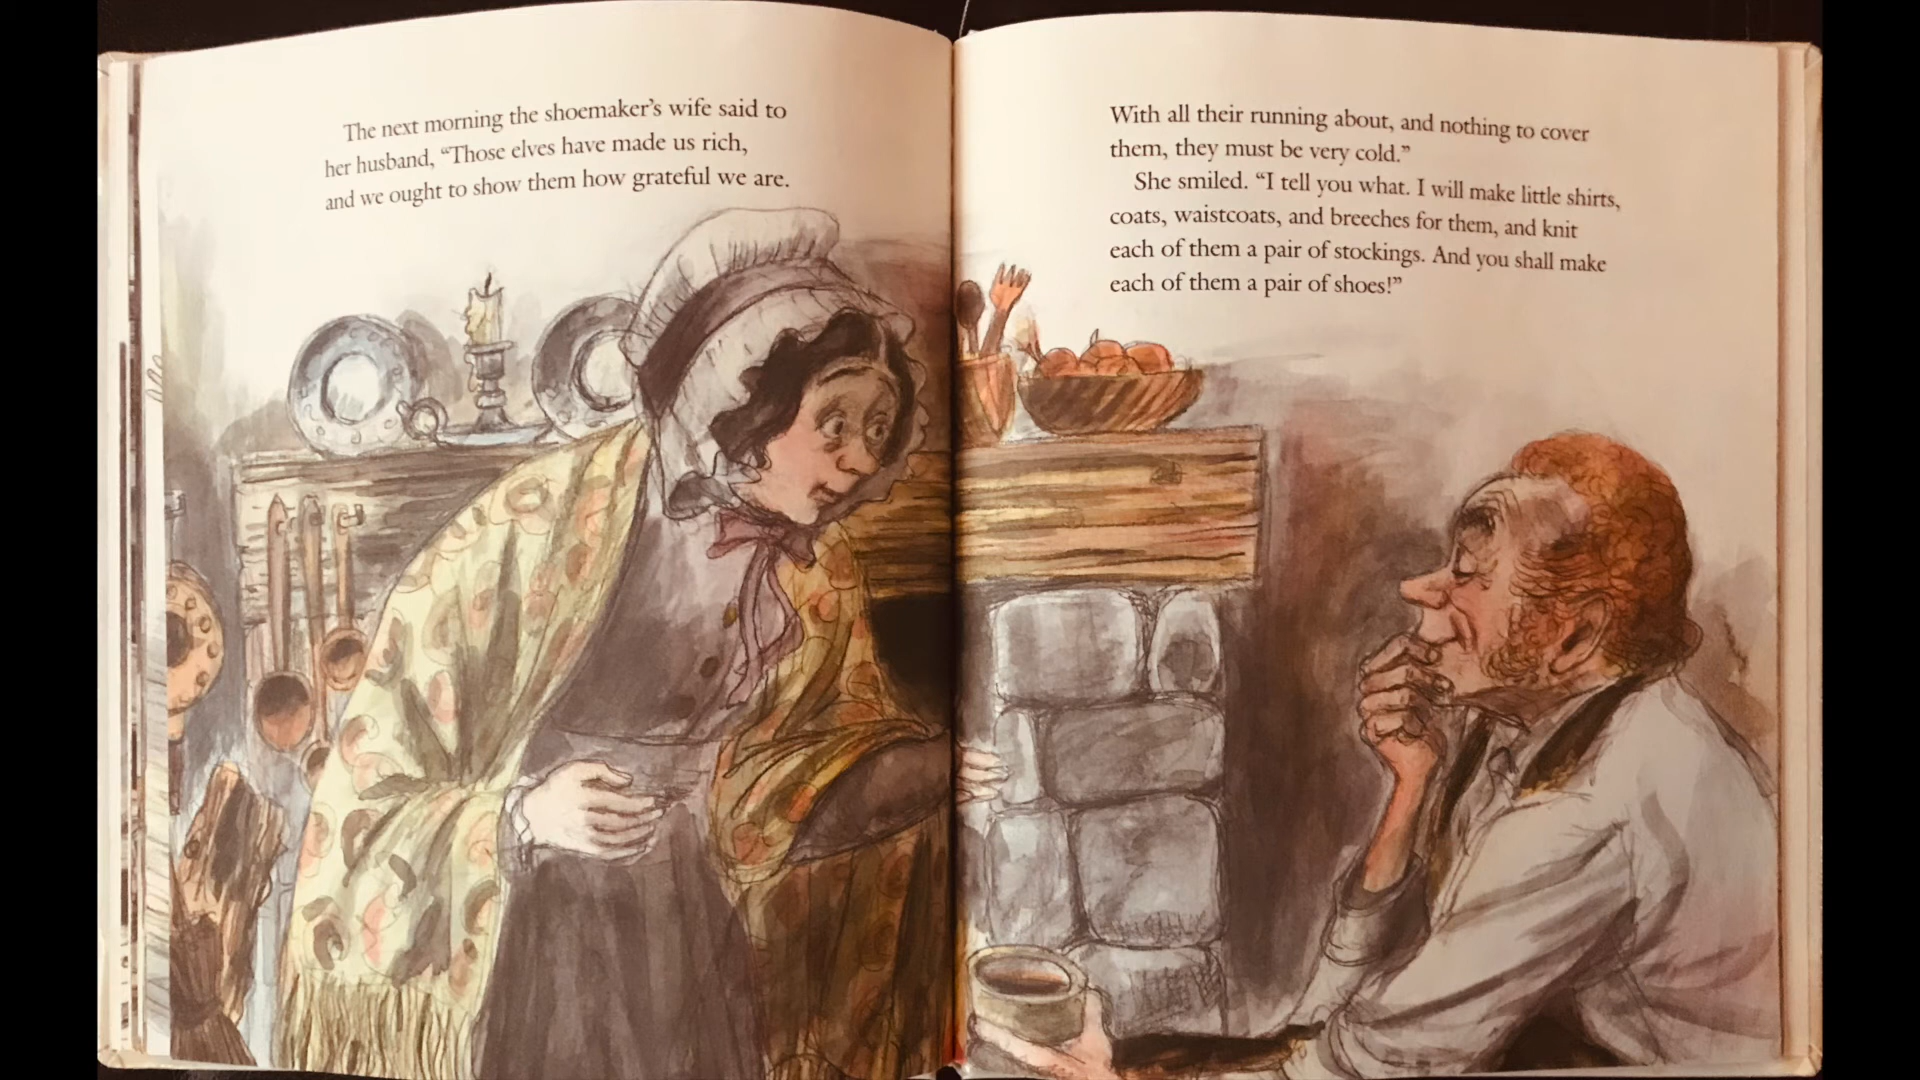 The next morning the shoemaker's wife said to
her husband, “Those elves have made us rich,
and we ought to show them how grateful we are.
With all their running about, and nothing to cover
them, they must be very cold.”
She smiled. “I tell you what. I will make little shirts,
coats, waistcoats, and breeches for them, and knit
each of them a pair of stockings. And you shall make
each of them a pair of shoes!”